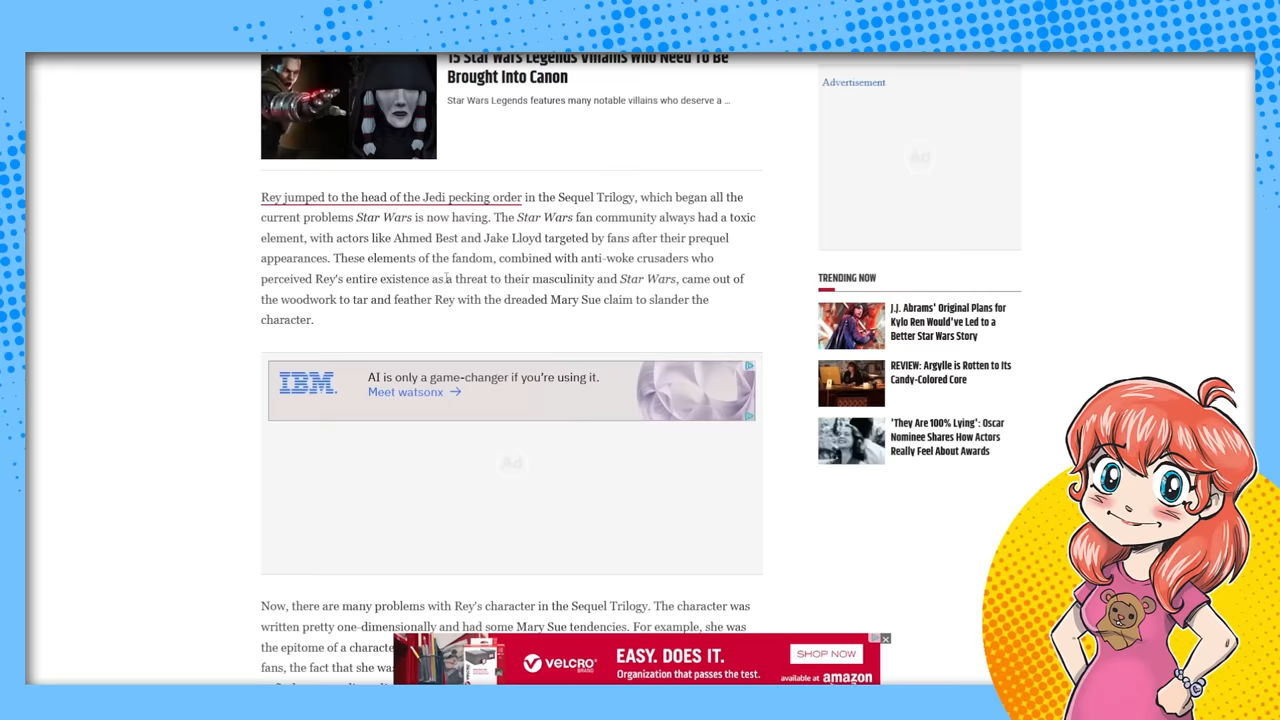 15 Star Wars Legends Villains Who Need To Be
Brought Into Canon
Star Wars Legends features many notable villains who deserve a ...
Rey jumped to the head of the Jedi pecking order in the Sequel Trilogy, which began all the
current problems Star Wars is now having. The Star Wars fan community always had a toxic
element, with actors like Ahmed Best and Jake Lloyd targeted by fans after their prequel
appearances. These elements of the fandom, combined with anti-woke crusaders who
perceived Rey's entire existence as a threat to their masculinity and Star Wars, came out of
the woodwork to tar and feather Rey with the dreaded Mary Sue claim to slander the
character.
IBM.
AI is only a game-changer if you're using it.
Meet watsonx →
Ad
Now, there are many problems with Rey's character in the Sequel Trilogy. The character was
written pretty one-dimensionally and had some Mary Sue tendencies. For example, she was
the epitome of a characte
fans, the fact that she was
VELCRO BRAND
EASY. DOES IT.
Organization that passes the test.
SHOP NOW
available at amazon
Advertisement
Ad
TRENDING NOW
J.J. Abrams' Original Plans for
Kylo Ren Would've Led to a
Better Star Wars Story
REVIEW: Argylle is Rotten to Its
Candy-Colored Core
'They Are 100% Lying': Oscar
Nominee Shares How Actors
Really Feel About Awards